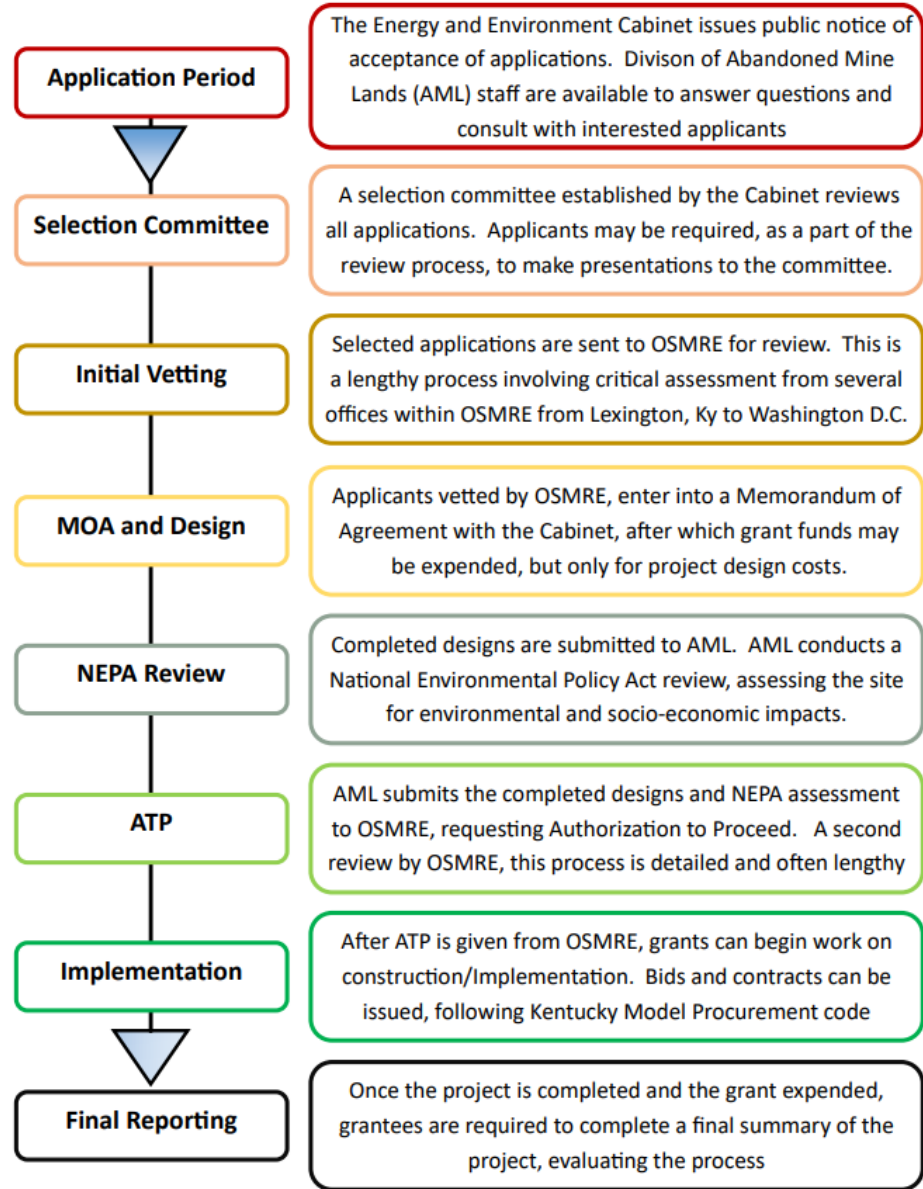 Application Period
The Energy and Environment Cabinet issues public notice of
acceptance of applications.  Divison of Abandoned Mine
Lands (AML) staff are available to answer questions and
consult with interested applicants
Selection Committee
A selection committee established by the Cabinet reviews
all applications.  Applicants may be required, as a part of the
review process, to make presentations to the committee.
Initial Vetting
Selected applications are sent to OSMRE for review.  This is
a lengthy process involving critical assessment from several
offices within OSMRE from Lexington, Ky to Washington D.C.
MOA and Design
Applicants vetted by OSMRE, enter into a Memorandum of
Agreement with the Cabinet, after which grant funds may
be expended, but only for project design costs.
NEPA Review
Completed designs are submitted to AML.  AML conducts a
National Environmental Policy Act review, assessing the site
for environmental and socio-economic impacts.
ATP
AML submits the completed designs and NEPA assessment
to OSMRE, requesting Authorization to Proceed.   A second
review by OSMRE, this process is detailed and often lengthy
Implementation
After ATP is given from OSMRE, grants can begin work on
construction/Implementation.  Bids and contracts can be
issued, following Kentucky Model Procurement code
Final Reporting
Once the project is completed and the grant expended,
grantees are required to complete a final summary of the
project, evaluating the process